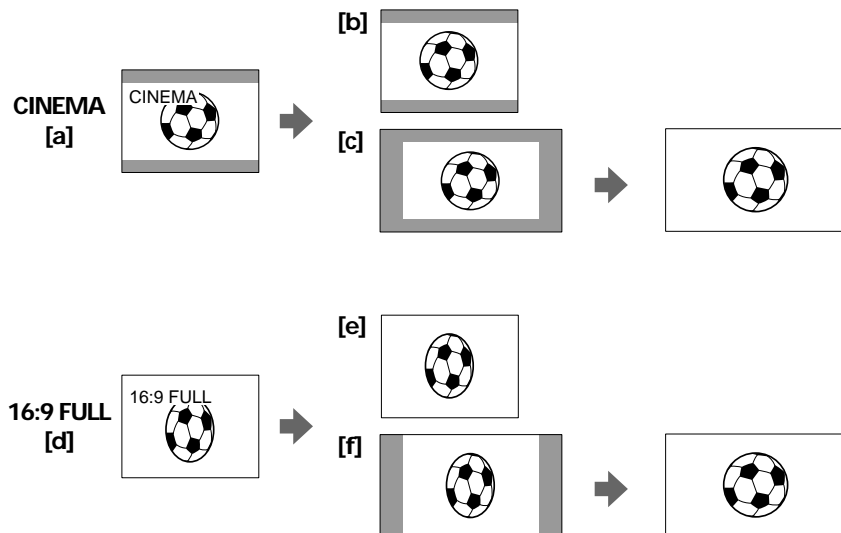 [b]
CINEMA
CINEMA
[a]
[c]
[e]
16:9 FULL
16:9 FULL
[d]
[f]